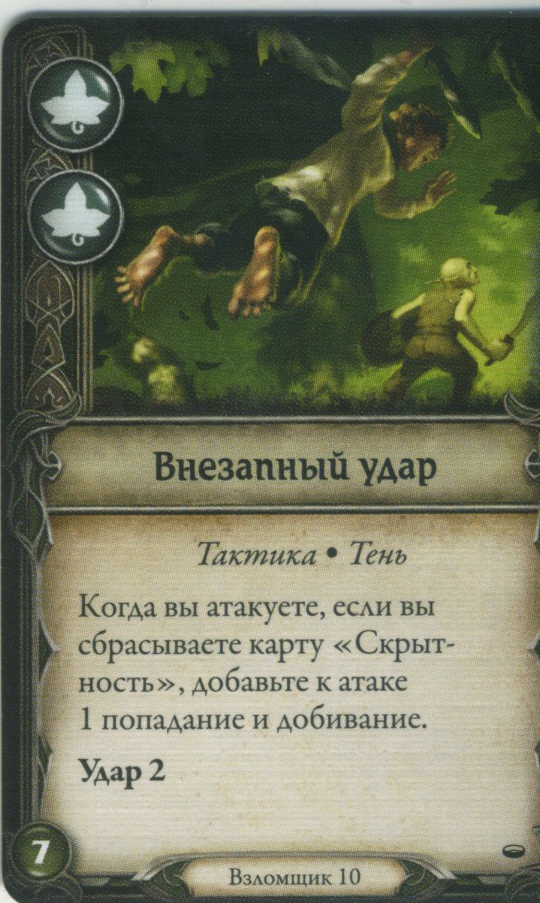 Внезапный удар
Тактика • Тень
Когда вы атакуете, если вы
сбрасываете карту «Скрыт-
ность», добавьте к атаке
1 попадание и добивание.
Удар 2
7
Взломщик 10